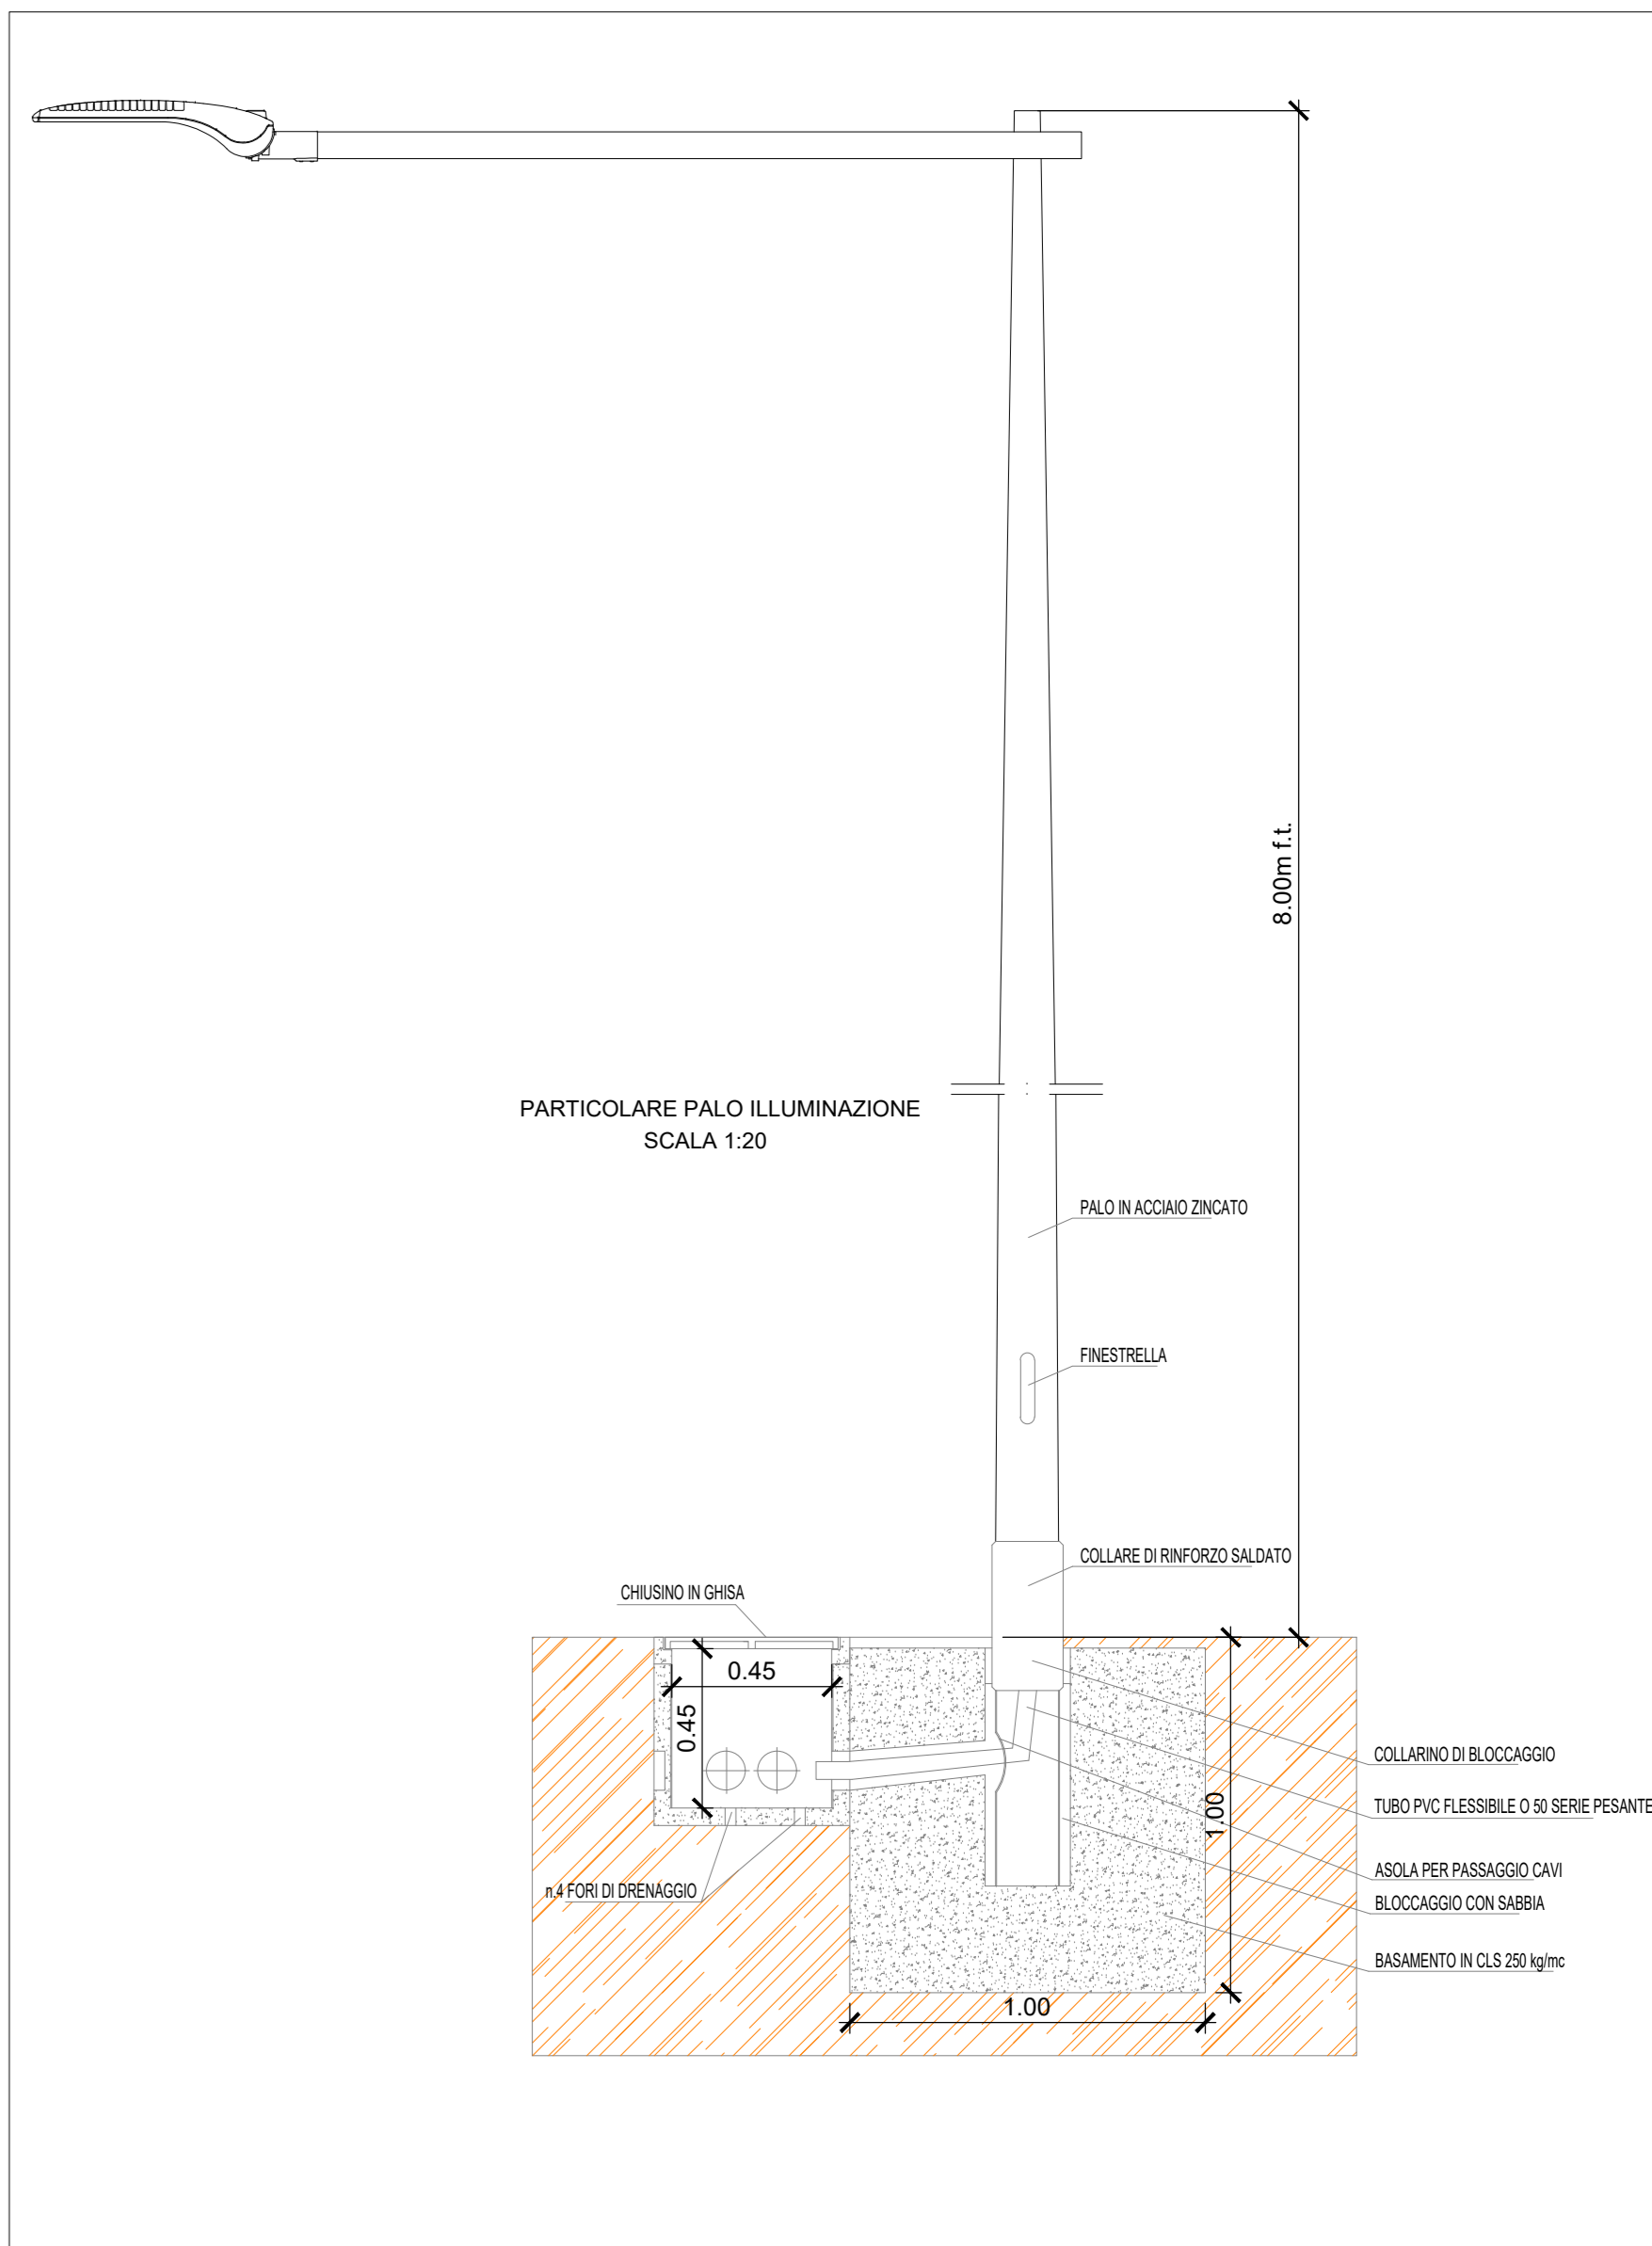 8.00m f.t.
PARTICOLARE PALO ILLUMINAZIONE
SCALA 1:20
PALO IN ACCIAIO ZINCATO
FINESTRELLA
COLLARE DI RINFORZO SALDATO
CHIUSINO IN GHISA
0.45
0.45
COLLARINO DI BLOCCAGGIO
TUBO PVC FLESSIBILE O 50 SERIE PESANTE
1.00
ASOLA PER PASSAGGIO CAVI
n.4 FORI DI DRENAGGIO
BLOCCAGGIO CON SABBIA
BASAMENTO IN CLS 250 kg/mc
1.00